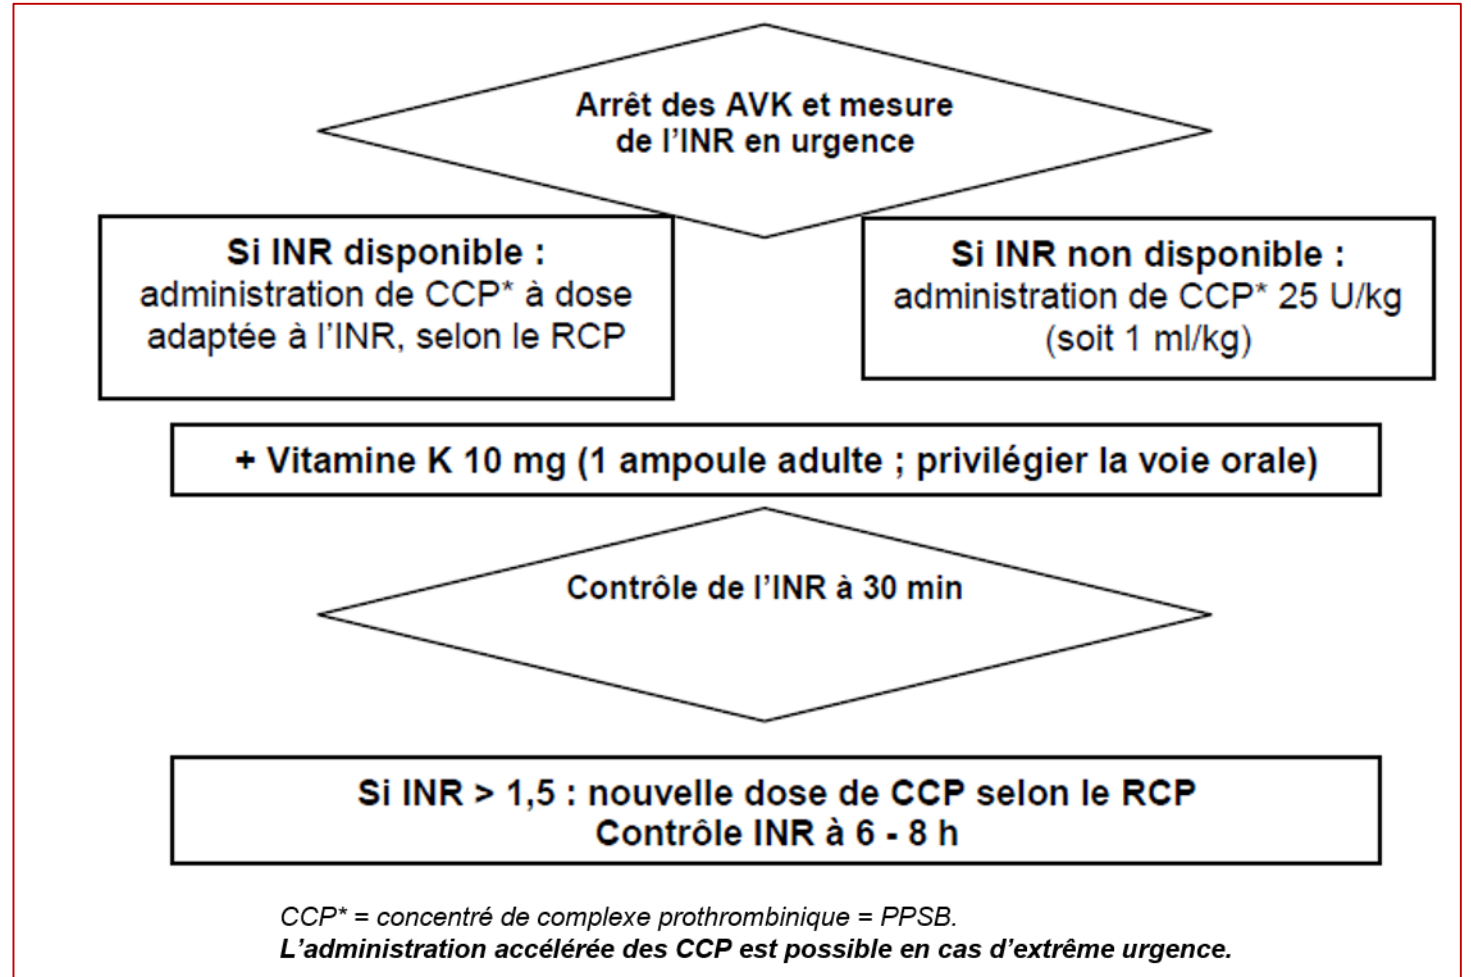 Arrêt des AVK et mesure
de l'INR en urgence
Si INR disponible :
administration de CCP* à dose
adaptée à l'INR, selon le RCP
Si INR non disponible :
administration de CCP* 25 U/kg
(soit 1 ml/kg)
+ Vitamine K 10 mg (1 ampoule adulte ; privilégier la voie orale)
Contrôle de l'INR à 30 min
Si INR > 1,5 : nouvelle dose de CCP selon le RCP
Contrôle INR à 6 - 8 h
CCP* = concentré de complexe prothrombinique = PPSB.
L'administration accélérée des CCP est possible en cas d'extrême urgence.